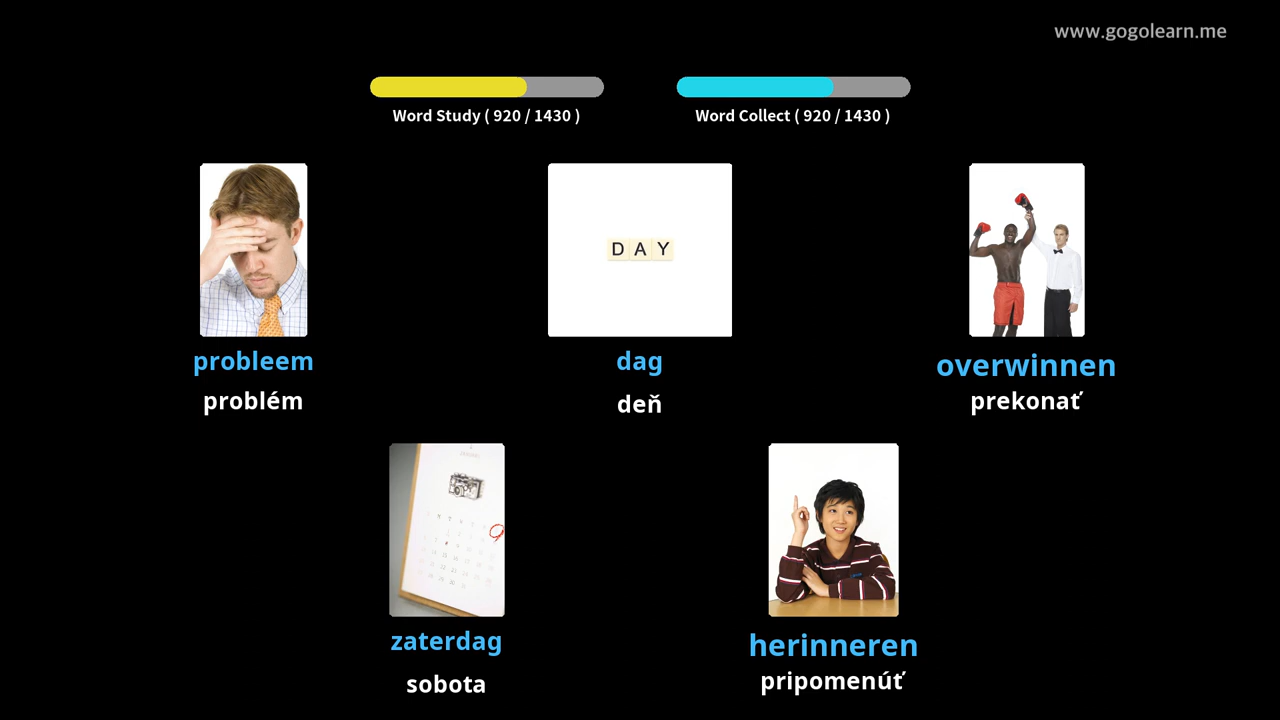 www.gogolearn.me
Word Study ( 920 / 1430 )
Word Collect ( 920 / 1430 )
DAY
probleem
problém
dag
deň
overwinnen
prekonať
zaterdag
sobota
herinneren
pripomenúť